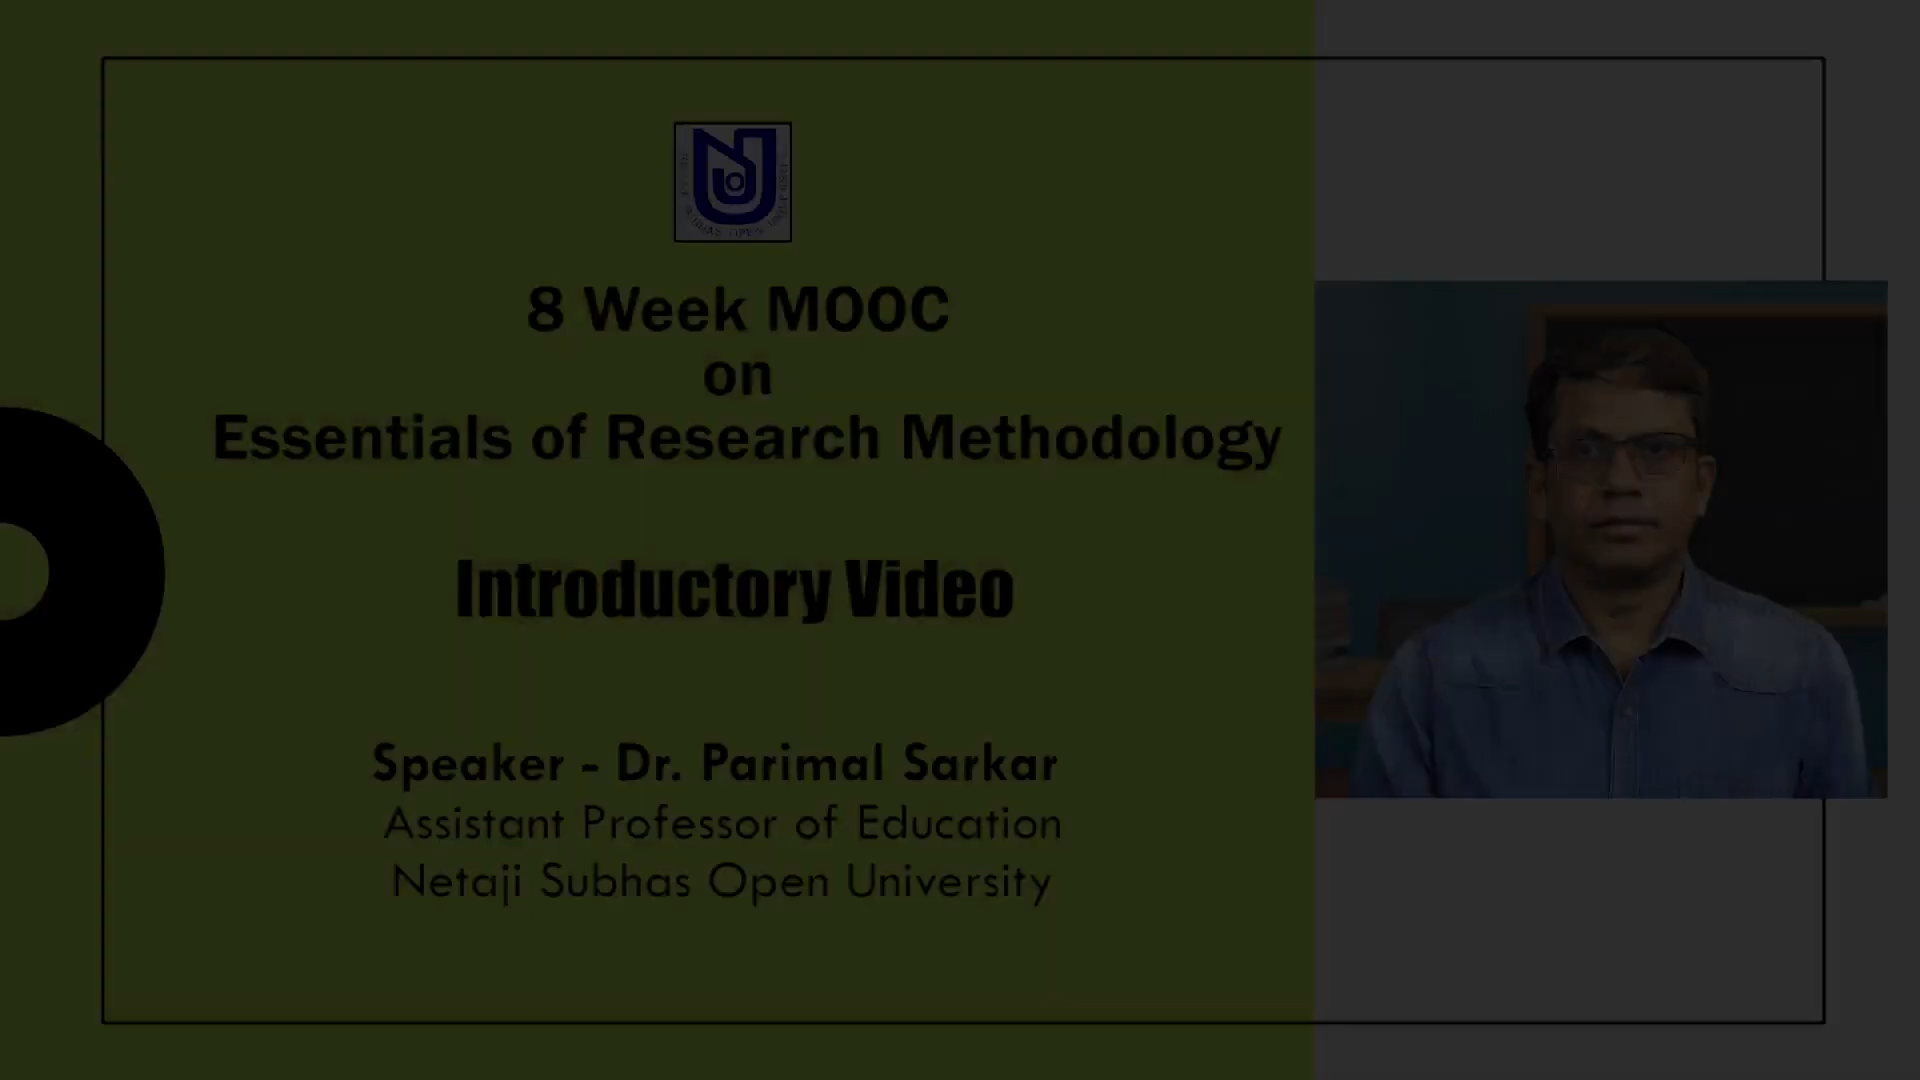 8 Week MOOC
on
Essentials of Research Methodology
Introductory Video
Speaker - Dr. Parimal Sarkar
Assistant Professor of Education
Netaji Subhas Open University